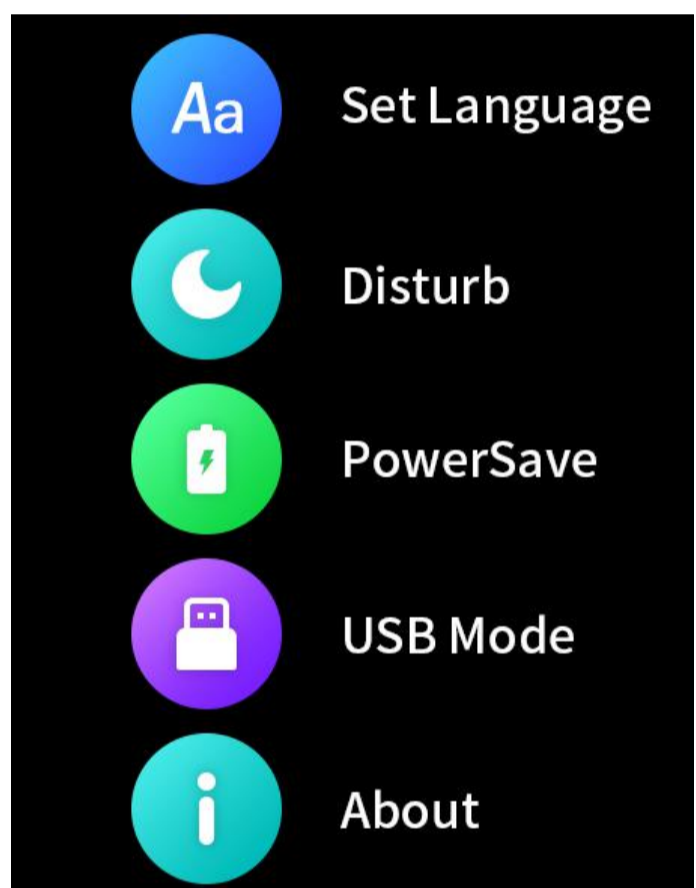 Aa
Set Language
Disturb
PowerSave
USB Mode
i
About